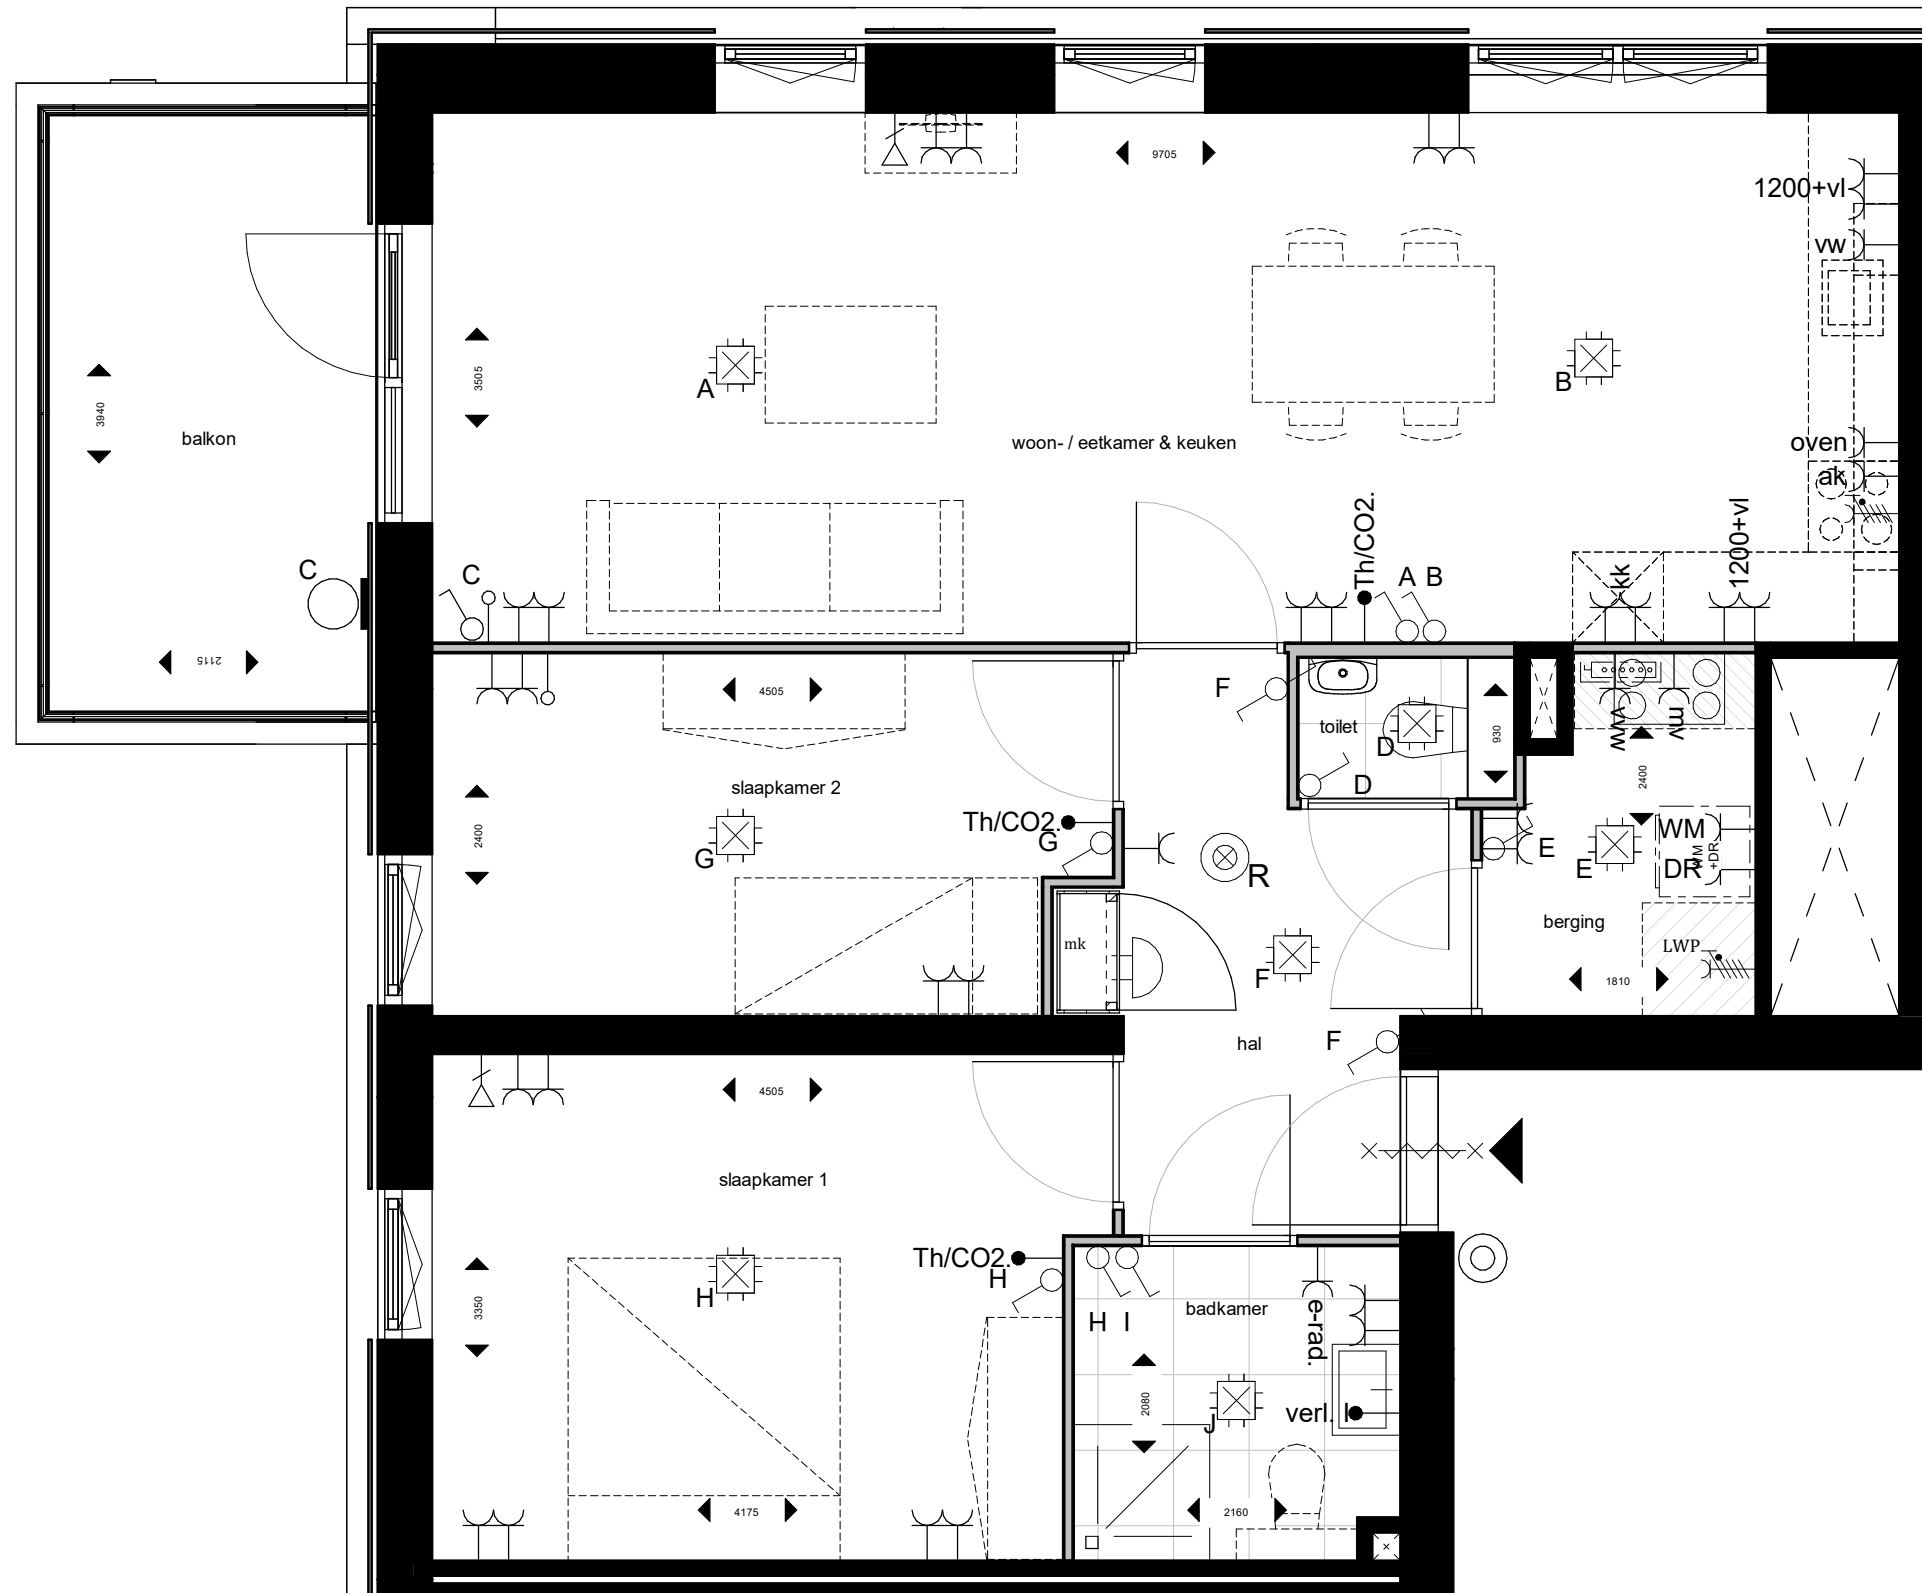 9705
1200+vl
vw
3505
A
B
3940
balkon
woon- / eetkamer & keuken
oven
ak
Th/CO2.
1200+vl
C
C
A B
kk
2115
4505
F
toilet
930
D
D
vw
mv
2400
slaapkamer 2
2400
Th/CO2.
G
G
R
E
E
WM
DR
WM
+DR
berging
mk
LWP
F
1810
hal
F
4505
slaapkamer 1
Th/CO2.
H
H
3350
H I
badkamer
e-rad.
2080
J
verl. I
4175
2160